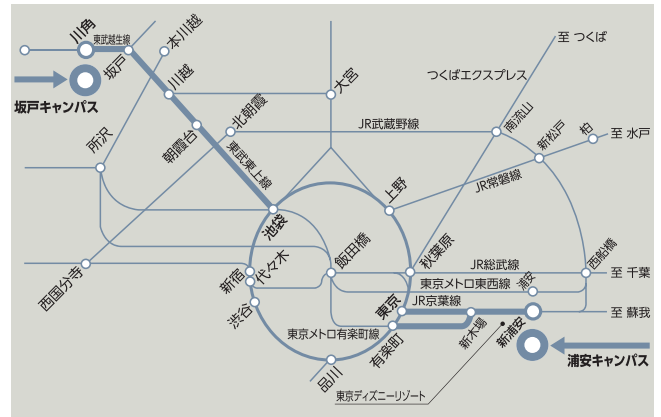 川角
東武越生線
坂戸
本川越
坂戸キャンパス
川越
大宮
至 つくば
つくばエクスプレス
所沢
朝霞台
北朝霞
JR武蔵野線
南流山
新松戸
柏
至 水戸
東武東上線
上野
JR常磐線
池袋
西国分寺
新宿
代々木
飯田橋
秋葉原
JR総武線
西船橋
至 千葉
東京メトロ東西線
浦安
渋谷
東京
JR京葉線
至 蘇我
東京メトロ有楽町線
有楽町
新木場
新浦安
品川
浦安キャンパス
東京ディズニーリゾート